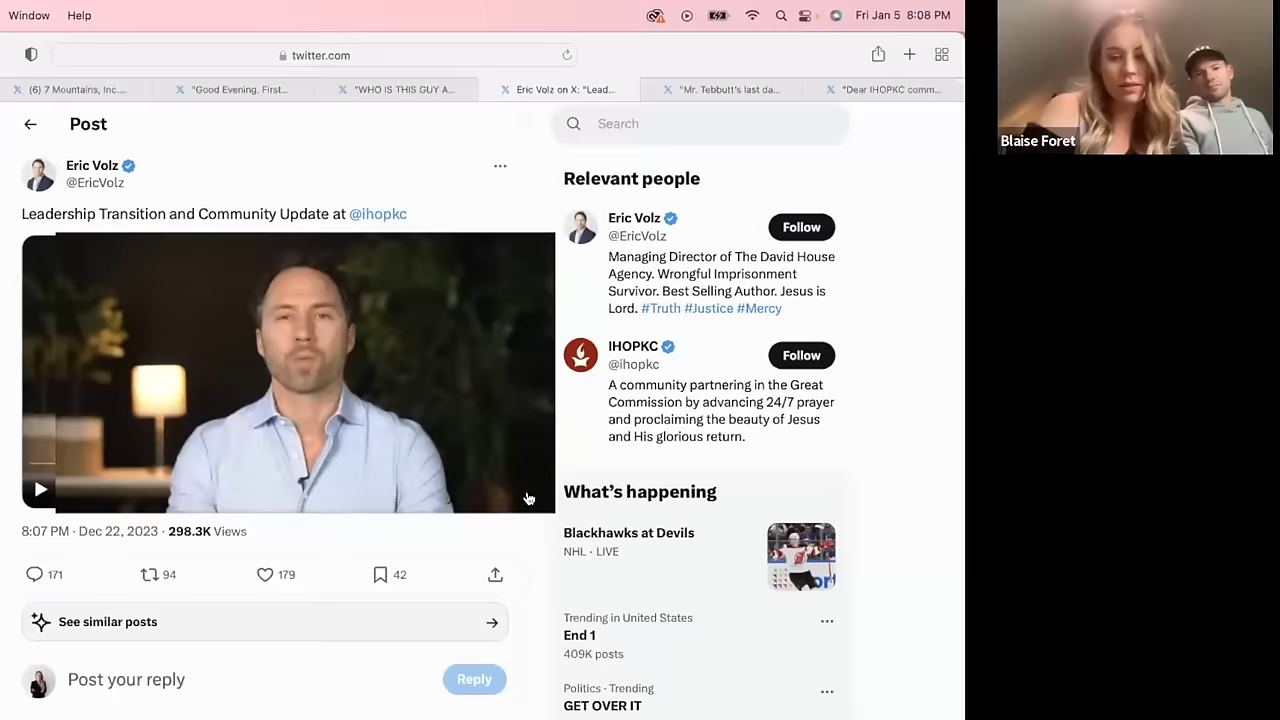 Window Help
Fri Jan 5 8:08 PM
twitter.com
(6) 7 Mountains, Inc....
"Good Evening. First...
"WHO IS THIS GUY A...
Eric Volz on X: "Lead...
"Mr. Tebbutt's last da...
"Dear IHOPKC comm...
Post
Search
Eric Volz
@EricVolz
Leadership Transition and Community Update at @ihopkc
8:07 PM · Dec 22, 2023 · 298.3K Views
171 94 179 42
See similar posts
Post your reply
Reply
Relevant people
Eric Volz
@EricVolz
Follow
Managing Director of The David House
Agency. Wrongful Imprisonment
Survivor. Best Selling Author. Jesus is
Lord. #Truth #Justice #Mercy
IHOPKC
@ihopkc
Follow
A community partnering in the Great
Commission by advancing 24/7 prayer
and proclaiming the beauty of Jesus
and His glorious return.
What's happening
Blackhawks at Devils
NHL · LIVE
Trending in United States
End 1
409K posts
Politics · Trending
GET OVER IT
Blaise Foret